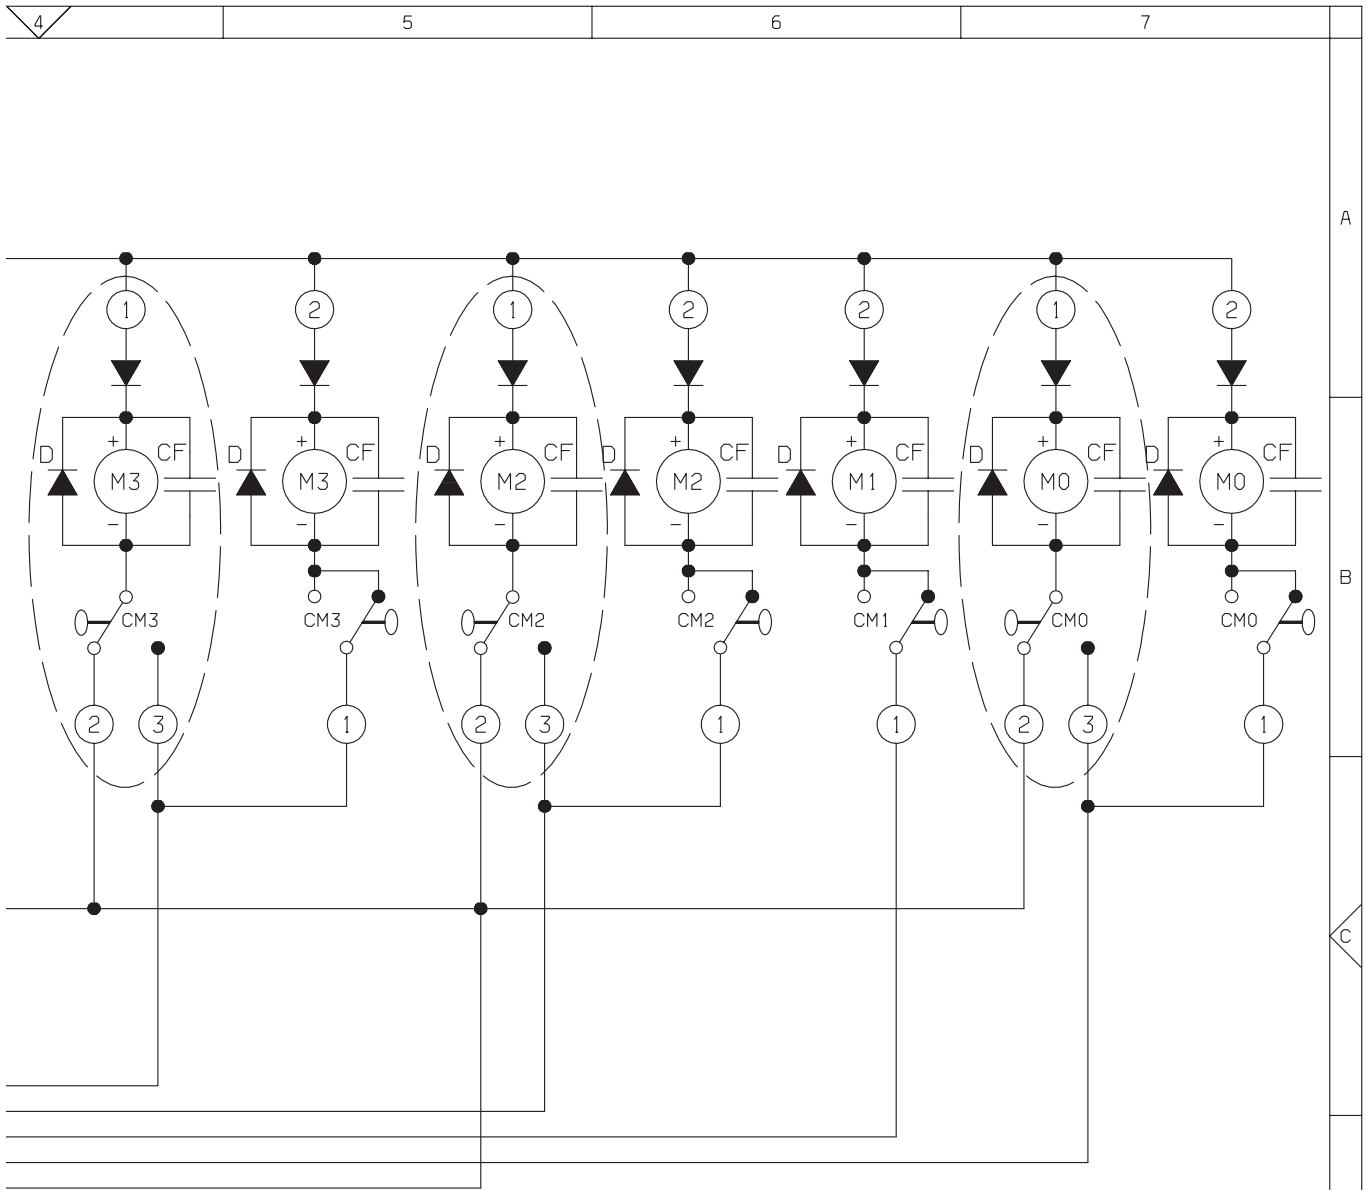 4 5 6 7
A
1 2 1 2 2 1 2
+ + + + + + +
D CF D CF D CF D CF D CF D CF D CF
M3 M3 M2 M2 M1 M0 M0
− − − − − − −
B
CM3 CM3 CM2 CM2 CM1 CM0 CM0
2 3 1 2 3 1 1 2 3 1
C